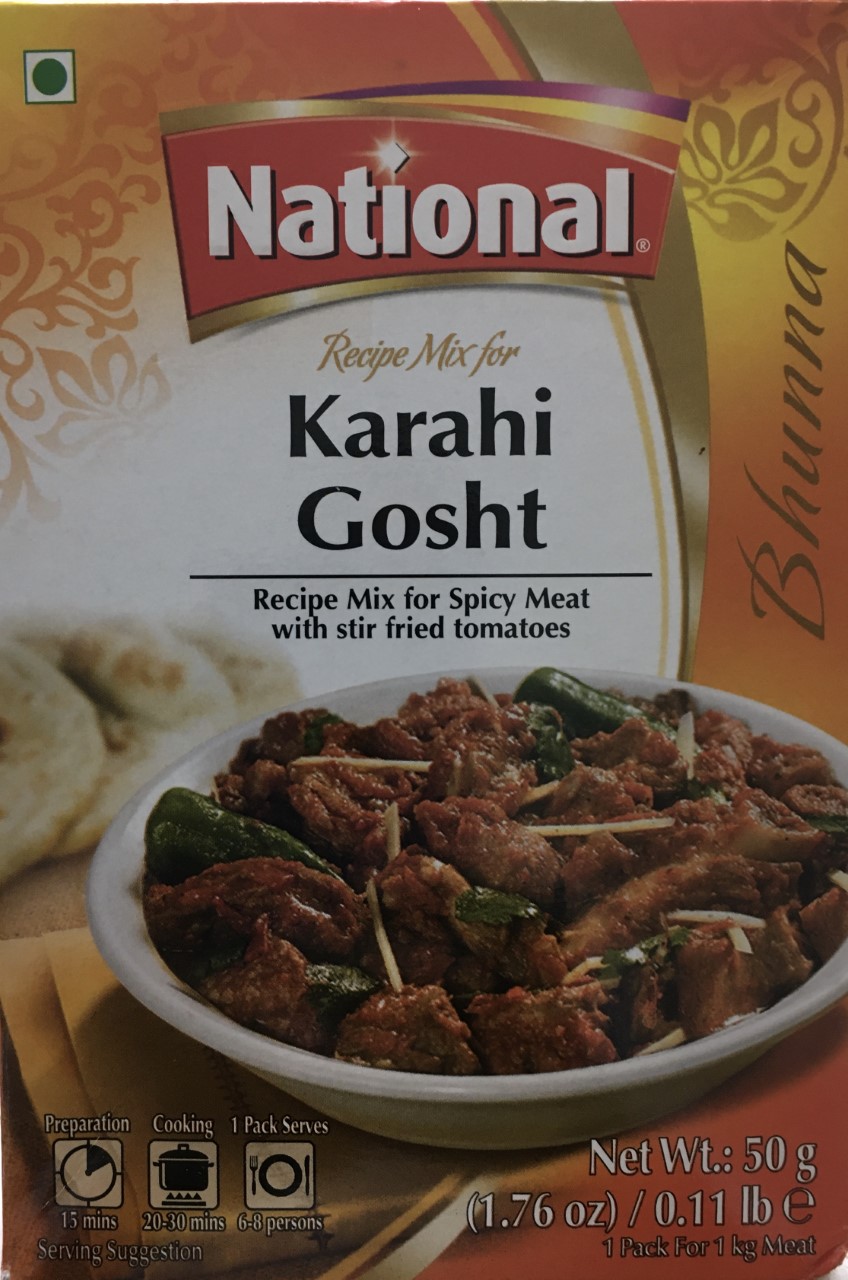 National®
Recipe Mix for
Karahi
Gosht
Recipe Mix for Spicy Meat
with stir fried tomatoes
Bhunna
Preparation Cooking 1 Pack Serves
15 mins 20-30 mins 6-8 persons
Serving Suggestion
Net Wt.: 50 g
(1.76 oz) / 0.11 lb ℮
1 Pack For 1 kg Meat